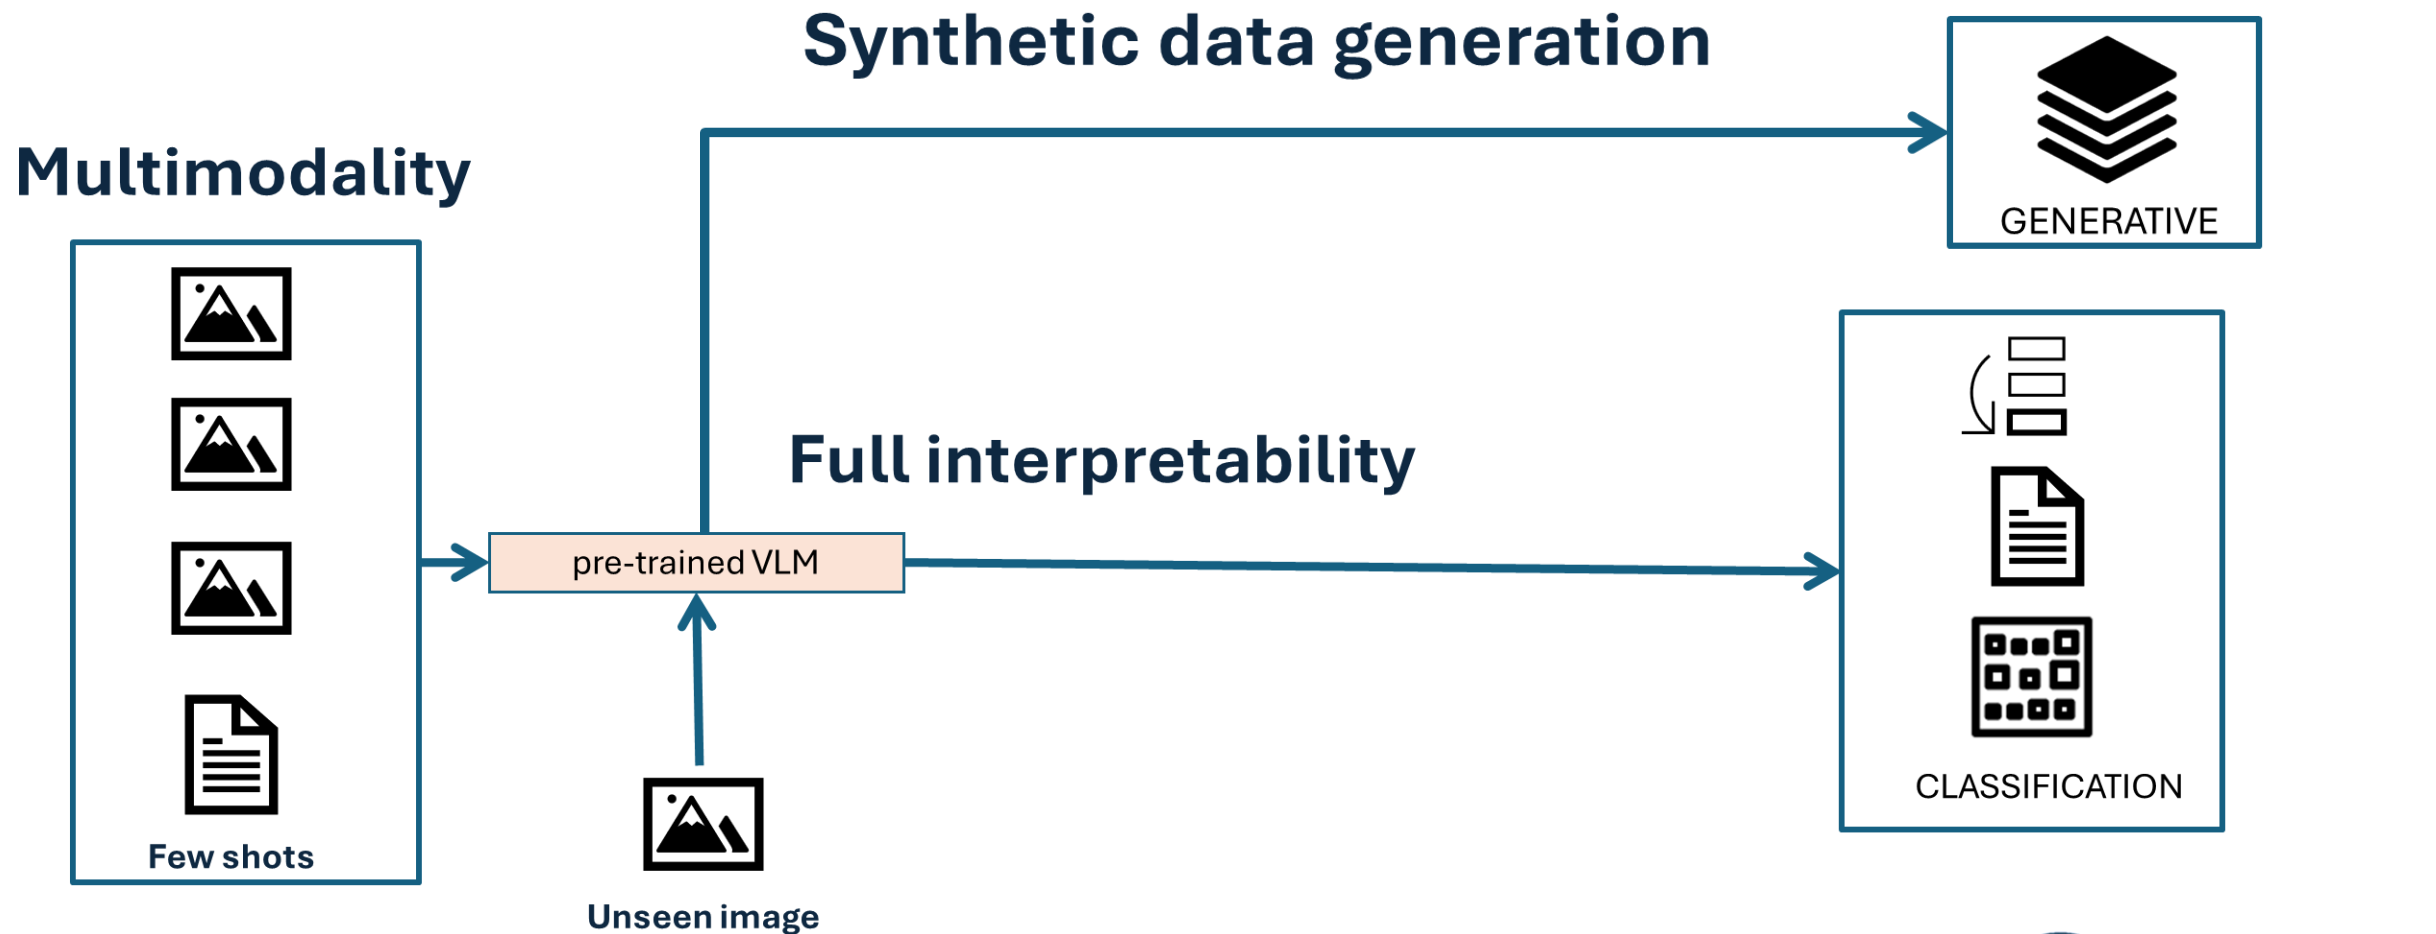 Synthetic data generation
Multimodality
GENERATIVE
Full interpretability
pre-trained VLM
CLASSIFICATION
Few shots
Unseen image